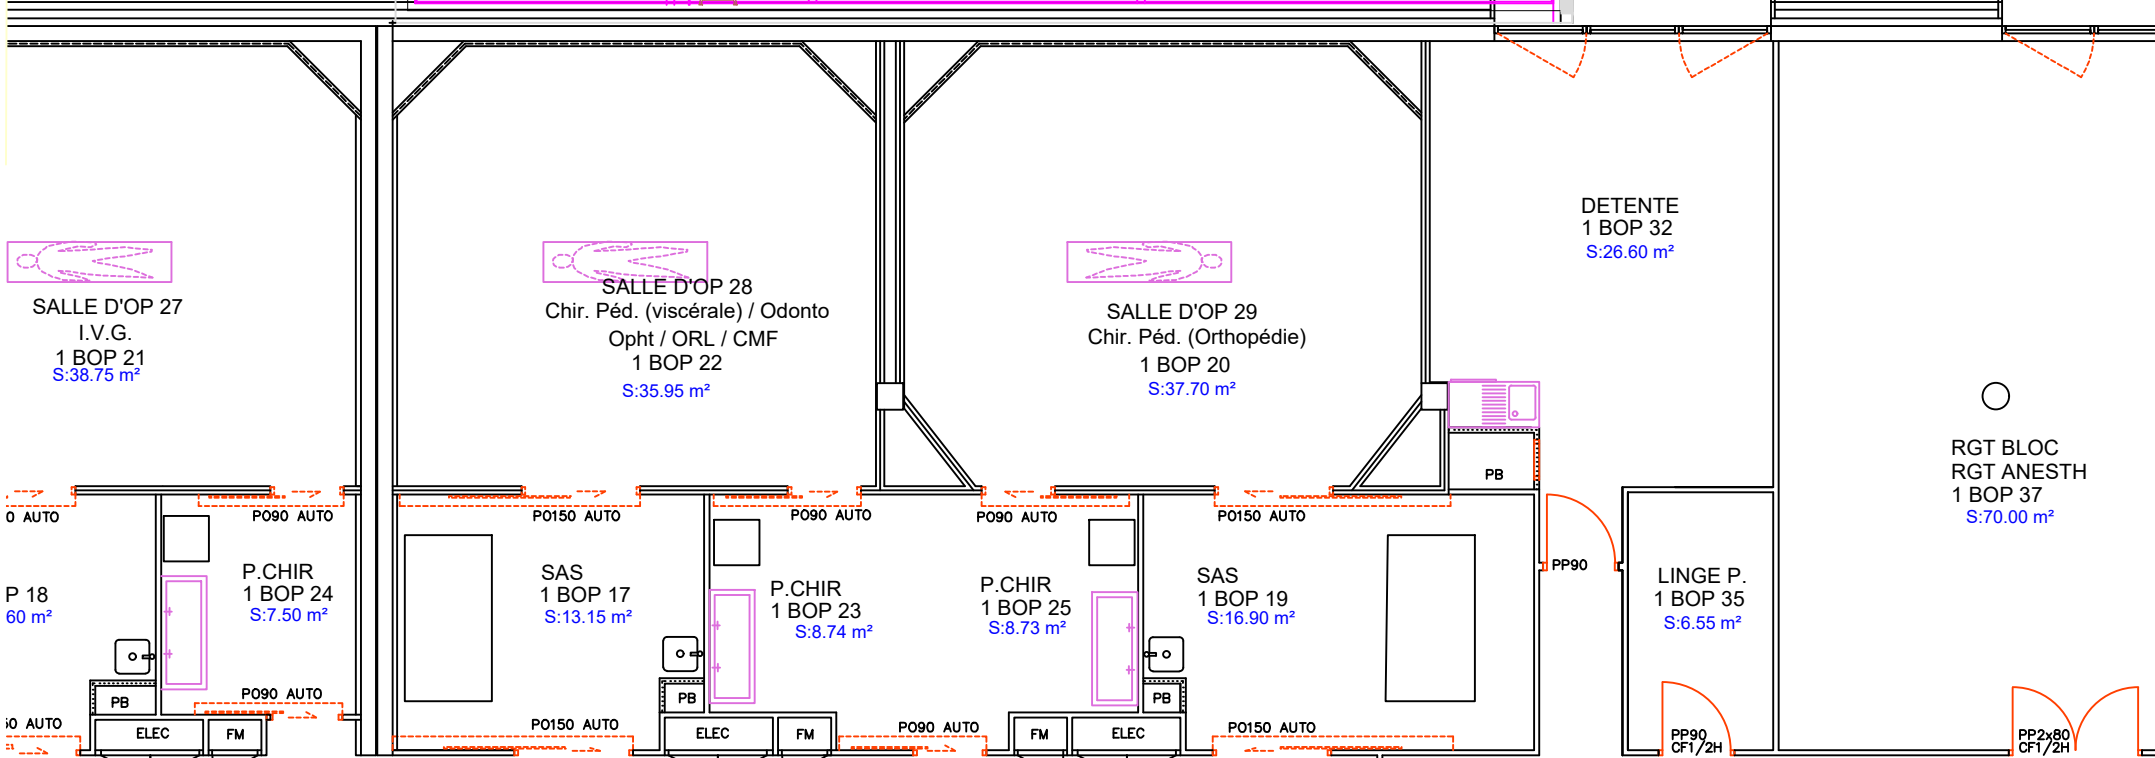 DETENTE
1 BOP 32
S:26.60 m²
SALLE D'OP 27
I.V.G.
1 BOP 21
S:38.75 m²
SALLE D'OP 28
Chir. Péd. (viscérale) / Odonto
Opht / ORL / CMF
1 BOP 22
S:35.95 m²
SALLE D'OP 29
Chir. Péd. (Orthopédie)
1 BOP 20
S:37.70 m²
RGT BLOC
RGT ANESTH
1 BOP 37
S:70.00 m²
PB
0 AUTO
PO90 AUTO
PO150 AUTO
PO90 AUTO
PO90 AUTO
PO150 AUTO
P 18
60 m²
P.CHIR
1 BOP 24
S:7.50 m²
SAS
1 BOP 17
S:13.15 m²
P.CHIR
1 BOP 23
S:8.74 m²
P.CHIR
1 BOP 25
S:8.73 m²
SAS
1 BOP 19
S:16.90 m²
PP90
LINGE P.
1 BOP 35
S:6.55 m²
PB
PO90 AUTO
PB
PB
50 AUTO
ELEC
FM
PO150 AUTO
ELEC
FM
PO90 AUTO
FM
ELEC
PO150 AUTO
PP90
CF1/2H
PP2x80
CF1/2H